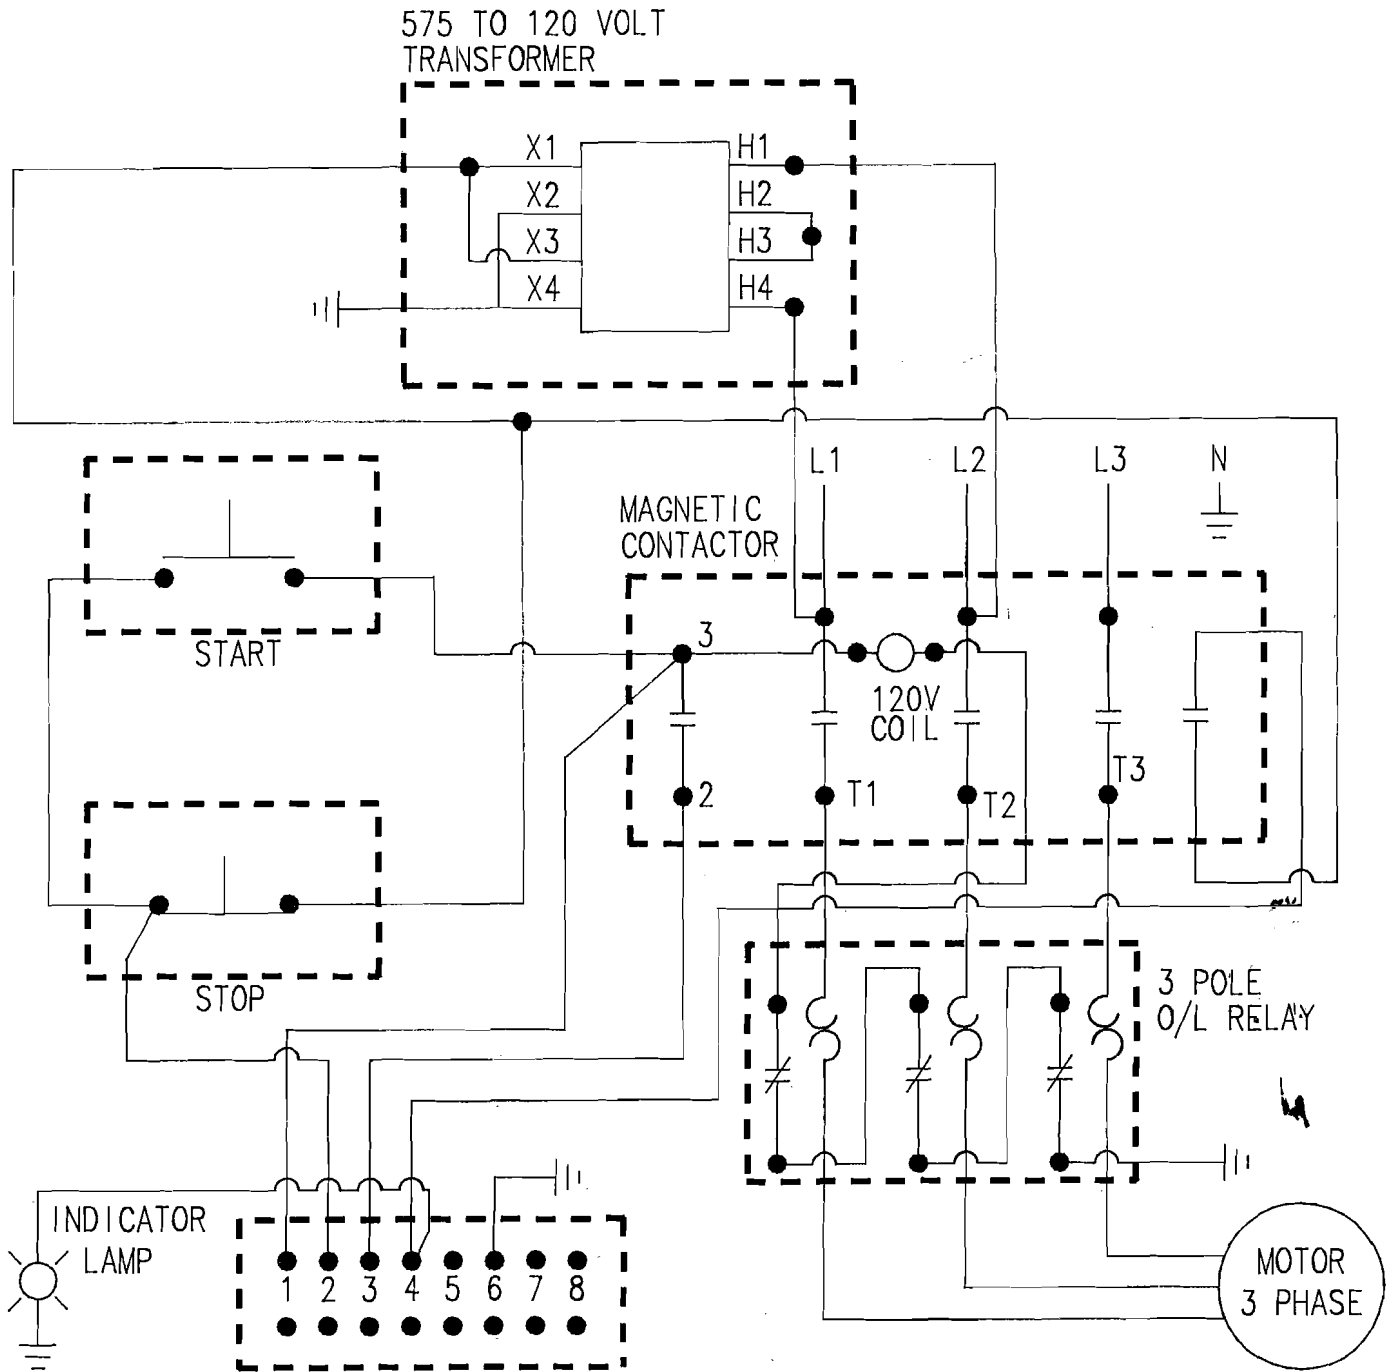 575 TO 120 VOLT
TRANSFORMER
X1
H1
X2
H2
X3
H3
X4
H4
L1
L2
L3
N
MAGNETIC
CONTACTOR
START
3
120V
COIL
2
T1
T2
T3
STOP
3 POLE
O/L RELAY
INDICATOR
LAMP
1 2 3 4 5 6 7 8
MOTOR
3 PHASE